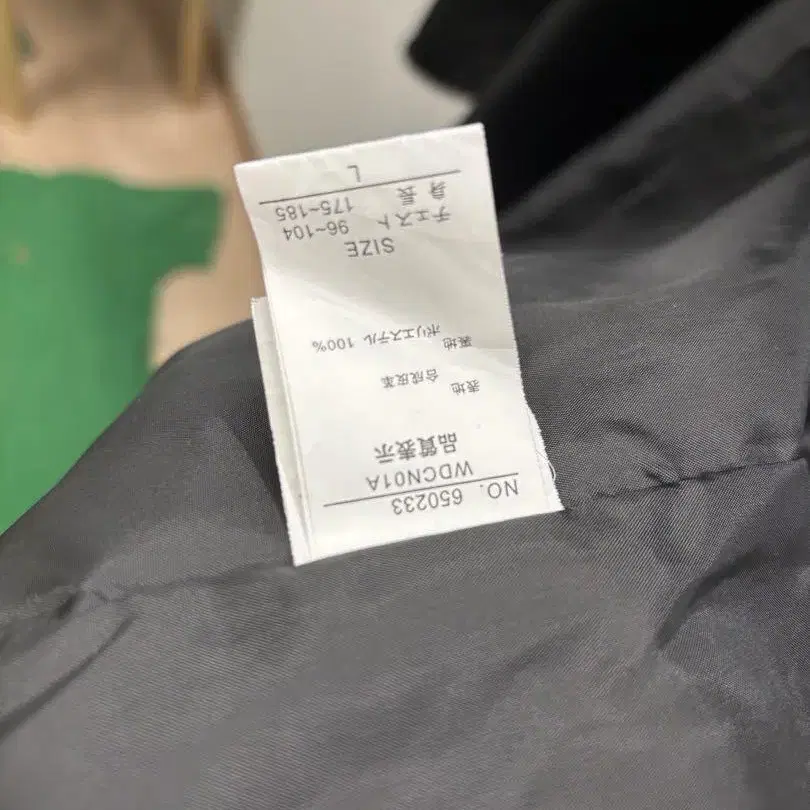 NO. 650233
WDCN01A
品質表示
表地 合成皮革
裏地 ポリエステル 100%
SIZE
チェスト 96~104
身長 175~185
L